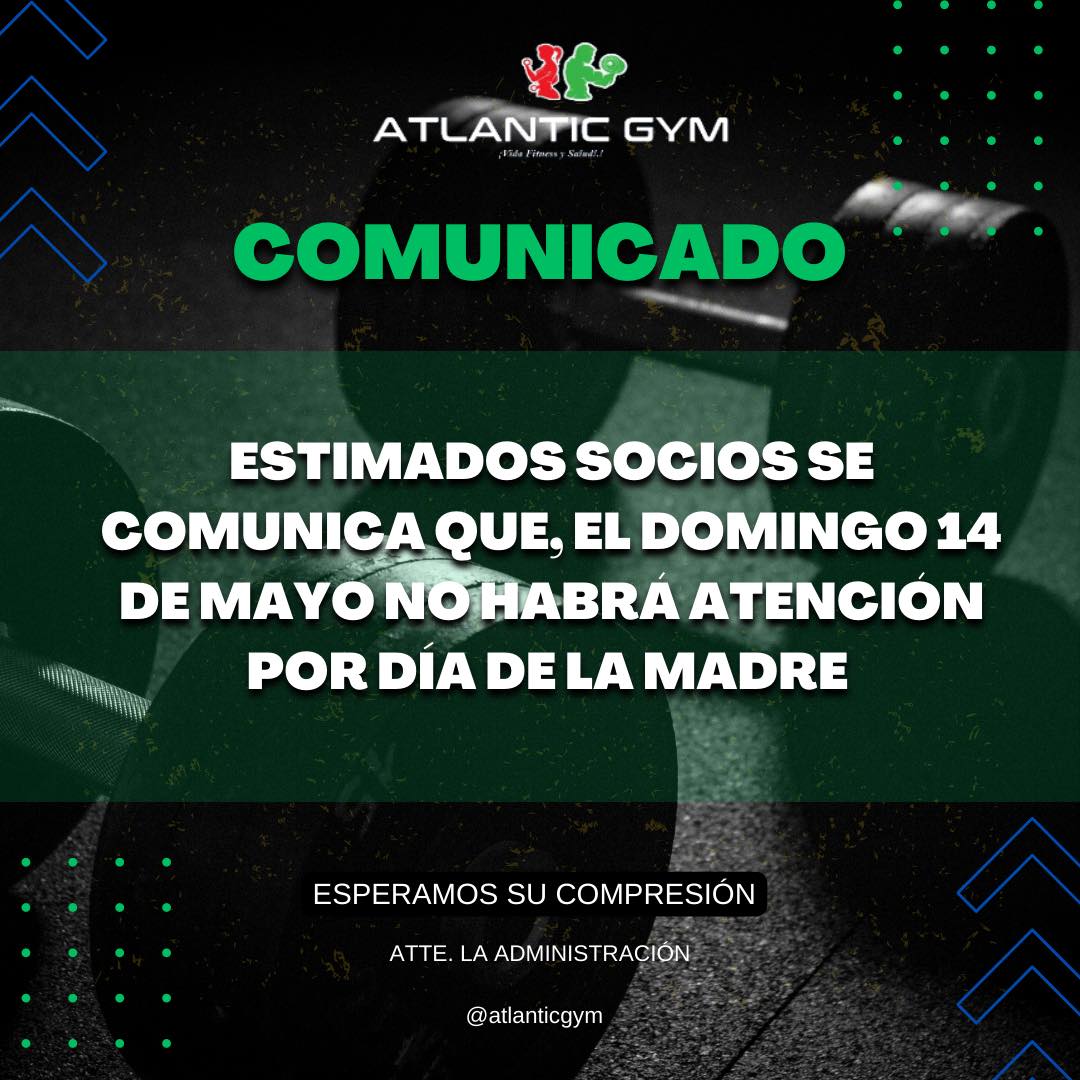 ATLANTIC GYM
¡Vida Fitness y Salud!.!
COMUNICADO
ESTIMADOS SOCIOS SE
COMUNICA QUE, EL DOMINGO 14
DE MAYO NO HABRÁ ATENCIÓN
POR DÍA DE LA MADRE
ESPERAMOS SU COMPRESIÓN
ATTE. LA ADMINISTRACIÓN
@atlanticgym